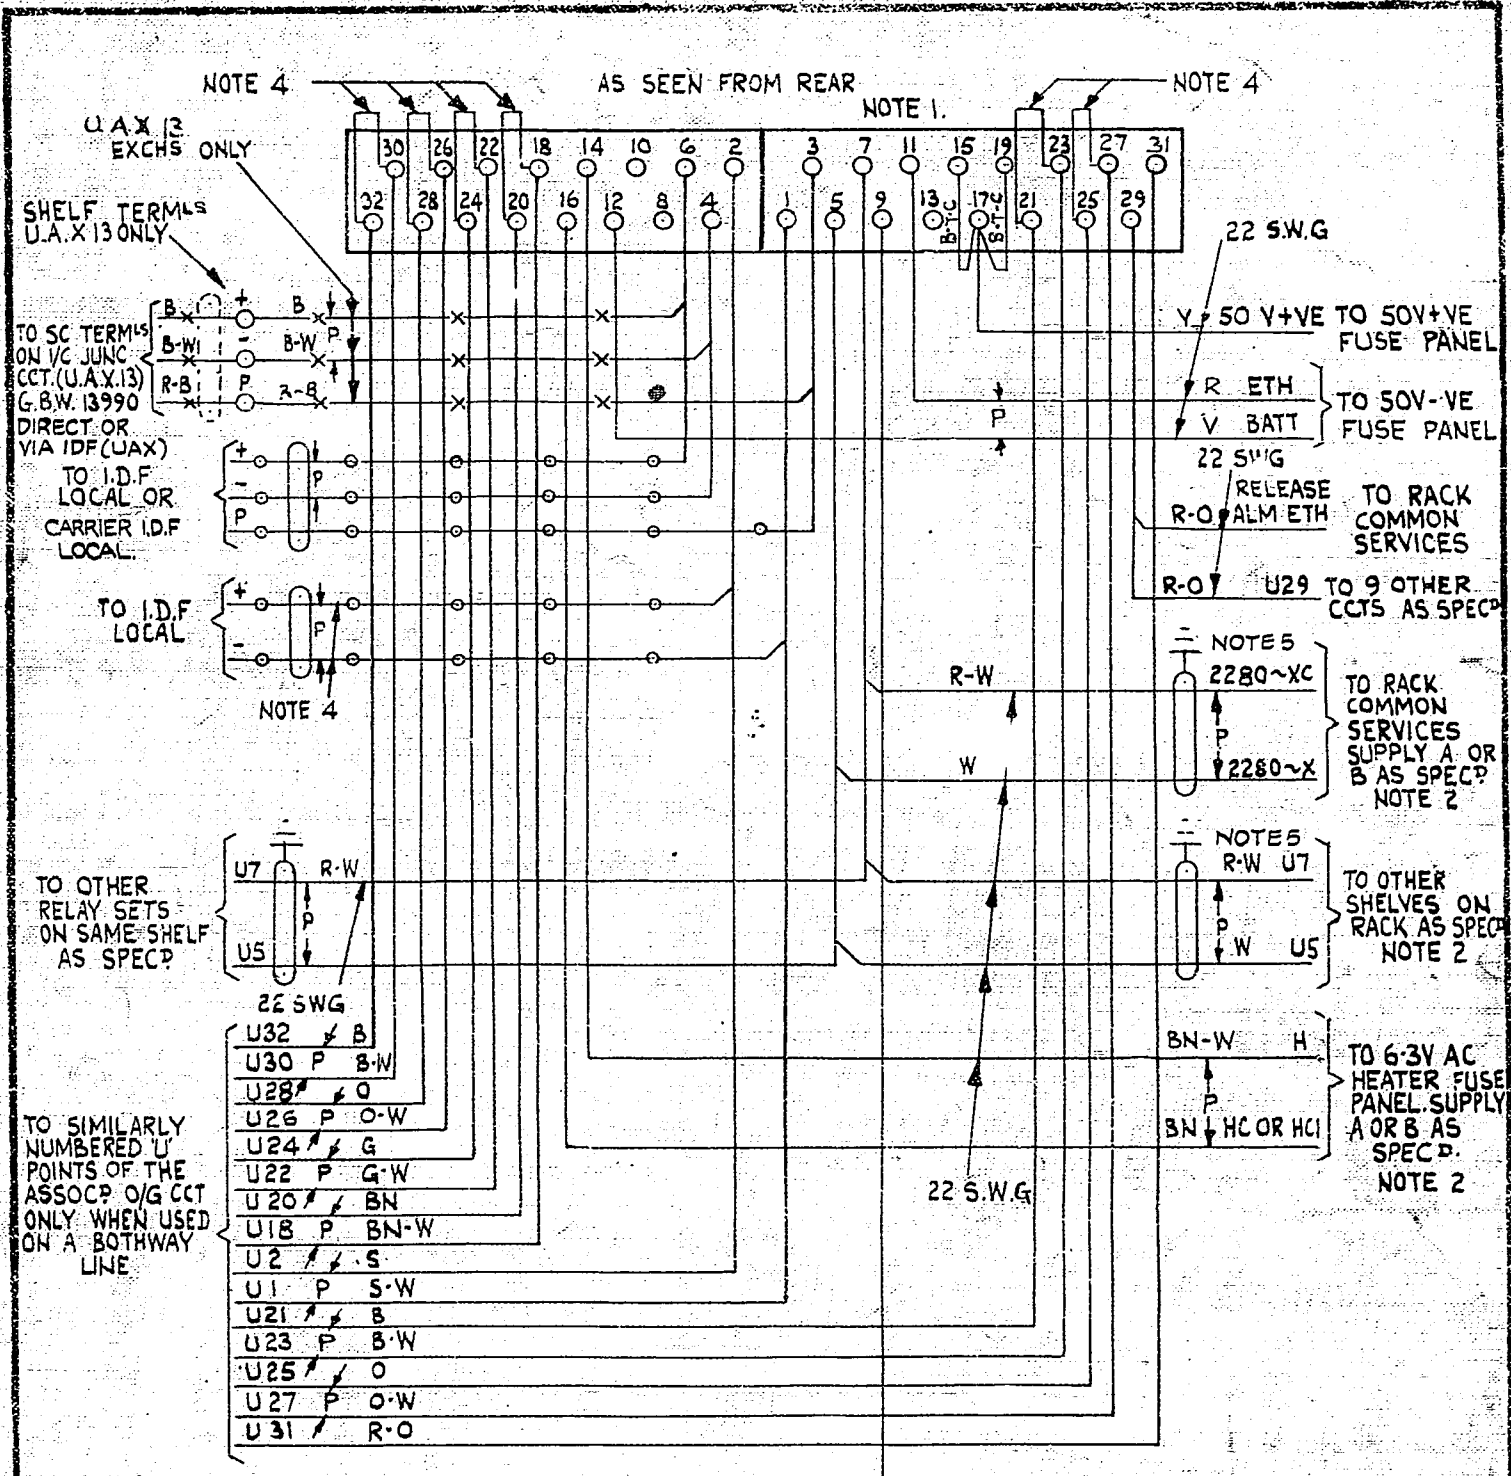 NOTE 4
AS SEEN FROM REAR
NOTE 1.
NOTE 4
U A X 13
EXCHS ONLY
30 26 22 18 14 10 6 2 3 7 11 15 19 23 27 31
32 28 24 20 16 12 8 4 1 5 9 13 17 21 25 29
B-T-C
B-T-C
SHELF TERMLS
U.A.X 13 ONLY
22 S.W.G
TO SC TERMLS
ON I/C JUNC
CCT.(U.A.X.13)
G.B.W. 13990
DIRECT OR
VIA IDF (UAX)
B + B
B-W - B-W P
R-B P
Y 50 V+VE
TO 50V+VE
FUSE PANEL
R ETH
V BATT
P
TO 50V-VE
FUSE PANEL
TO I.D.F
LOCAL OR
CARRIER I.D.F
LOCAL.
+
-
P
P
22 SWG
RELEASE
R-O ALM ETH
TO RACK
COMMON
SERVICES
R-O U29
TO 9 OTHER
CCTS AS SPECD
TO I.D.F
LOCAL
+
-
P
NOTE 4
NOTE 5
R-W 2280~XC
P
W 2280~X
TO RACK
COMMON
SERVICES
SUPPLY A OR
B AS SPECD
NOTE 2
TO OTHER
RELAY SETS
ON SAME SHELF
AS SPECD
U7 R-W
P
U5
22 SWG
NOTE 5
R-W U7
P
W U5
TO OTHER
SHELVES ON
RACK AS SPECD
NOTE 2
BN-W H
P
BN HC OR HC1
TO 6·3V AC
HEATER FUSE
PANEL. SUPPLY
A OR B AS
SPECD.
NOTE 2
22 S.W.G
TO SIMILARLY
NUMBERED 'U'
POINTS OF THE
ASSOCD O/G CCT
ONLY WHEN USED
ON A BOTHWAY
LINE
U32 B
U30 P B-W
U28 O
U26 P O-W
U24 G
U22 P G-W
U20 BN
U18 P BN-W
U2 S
U1 P S-W
U21 B
U23 P B-W
U25 O
U27 P O-W
U31 R-O